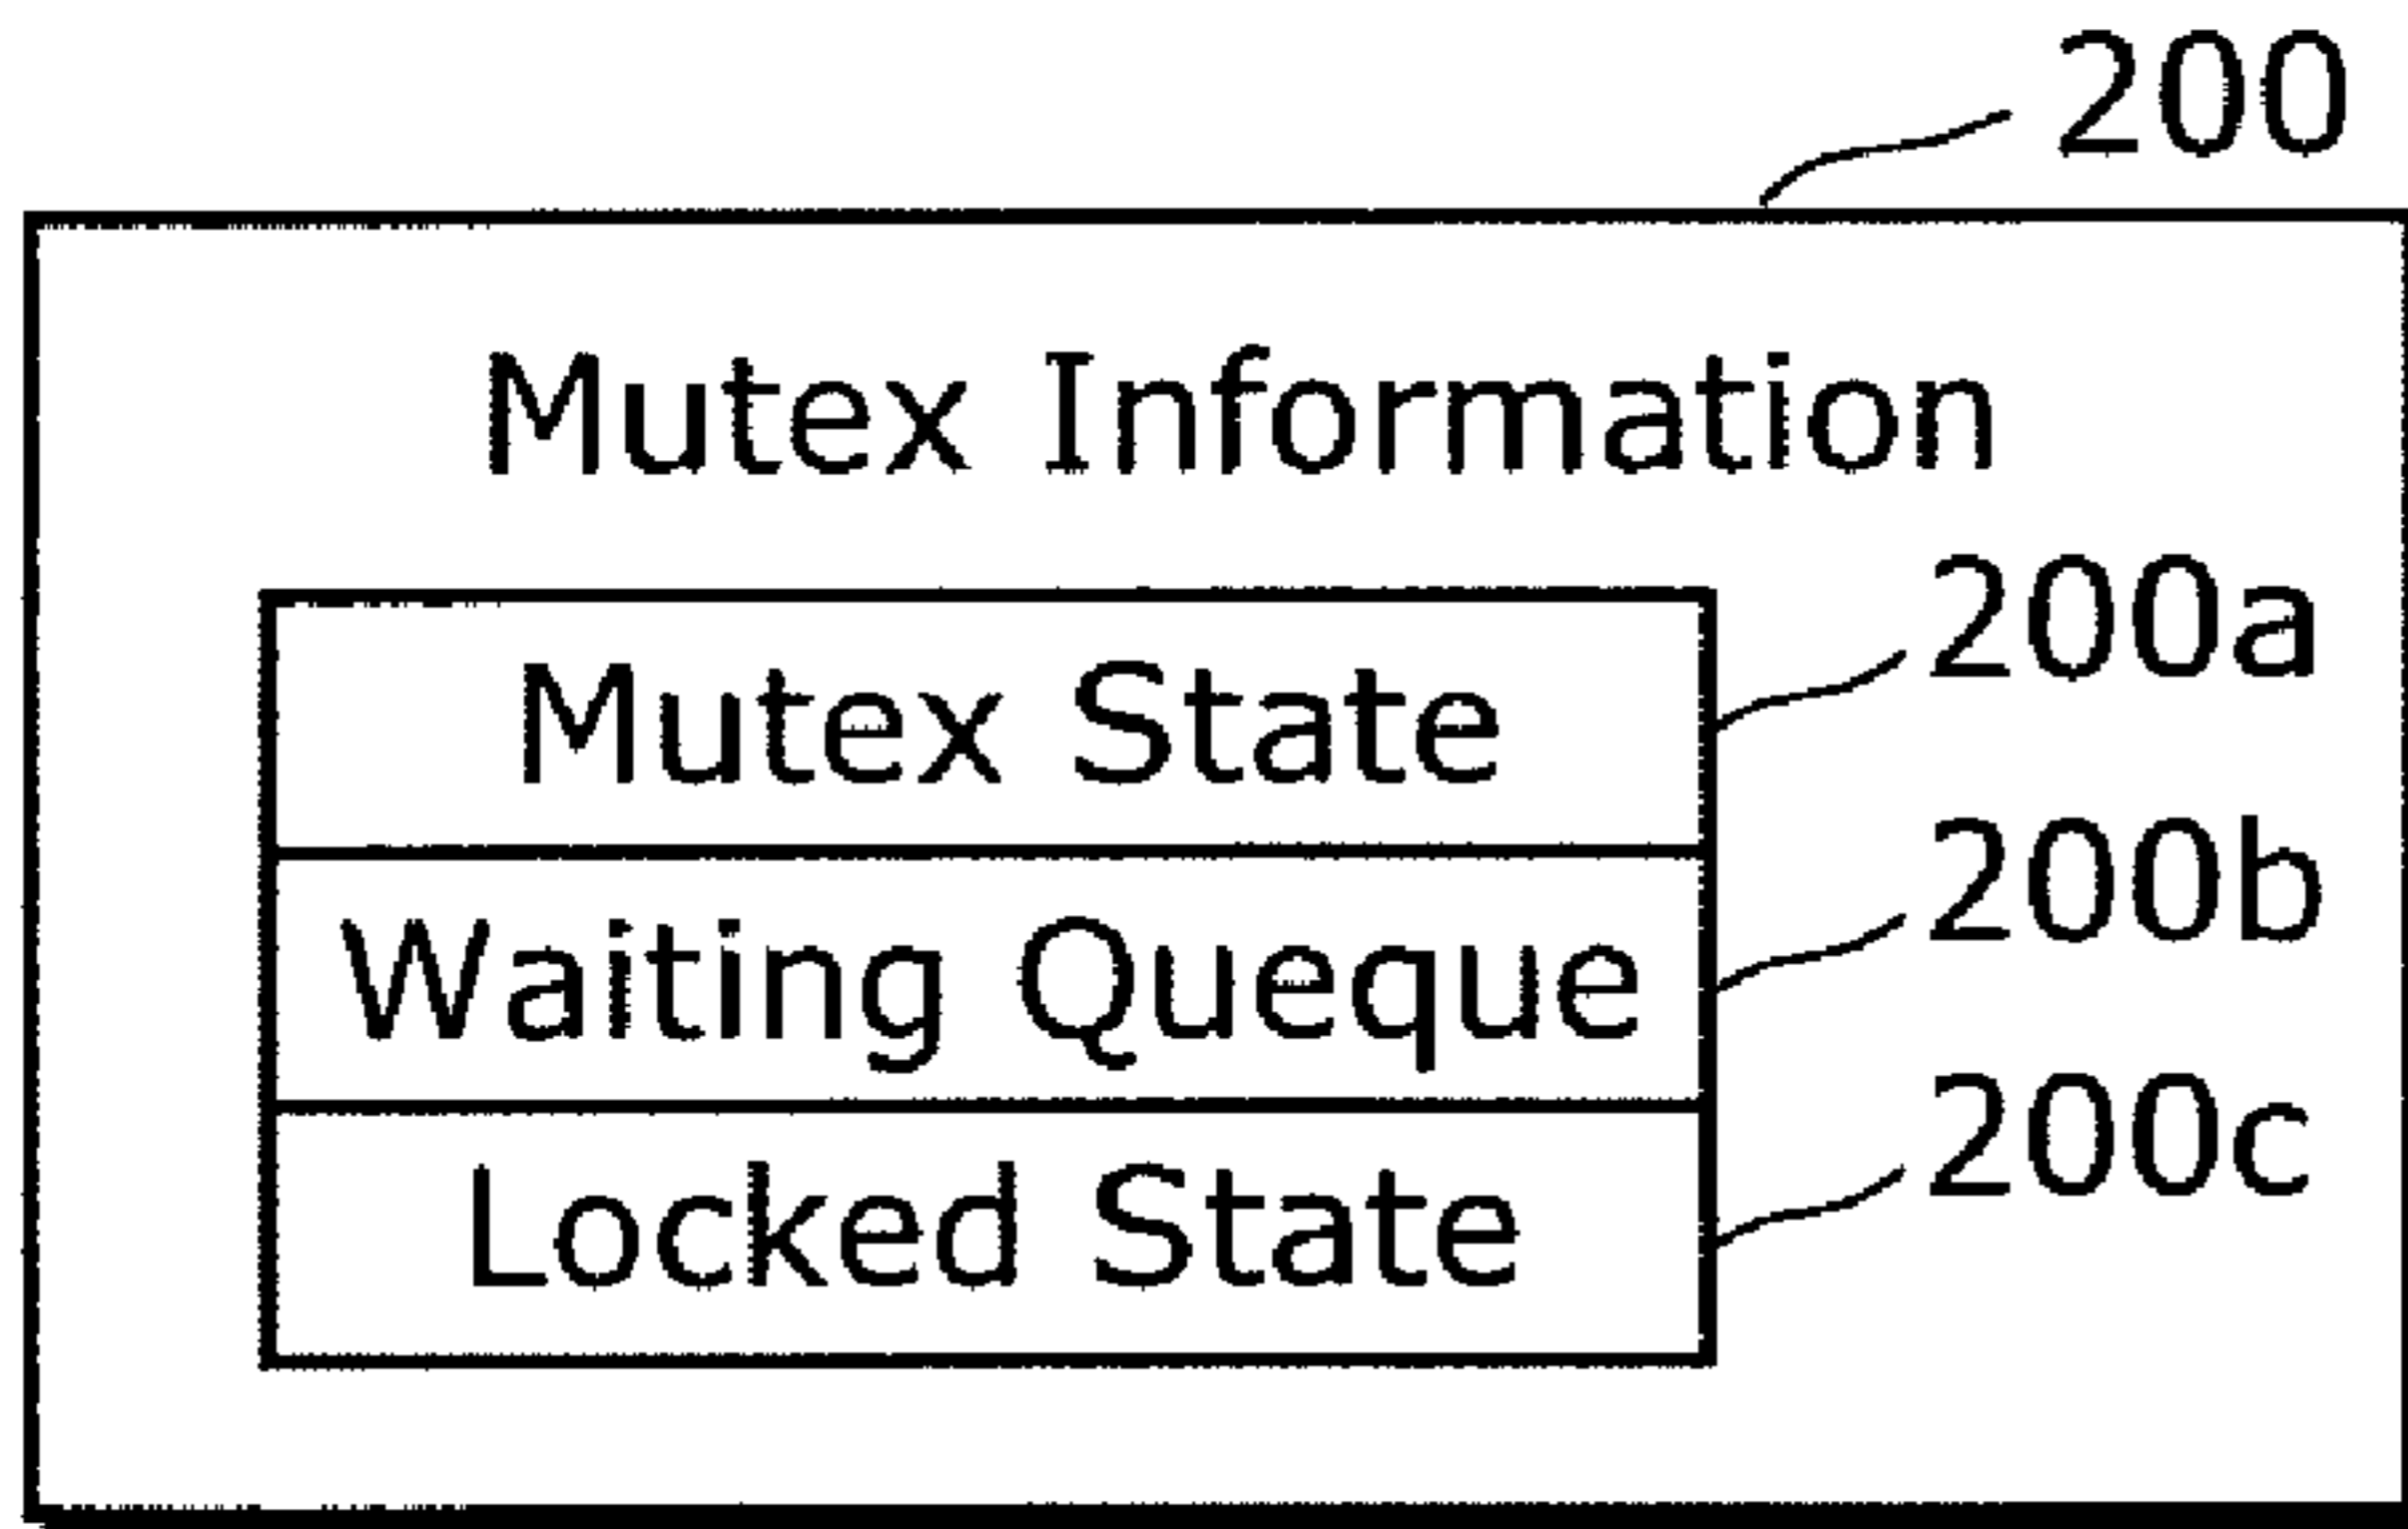 200
Mutex Information
Mutex State 200a
Waiting Queque 200b
Locked State 200c